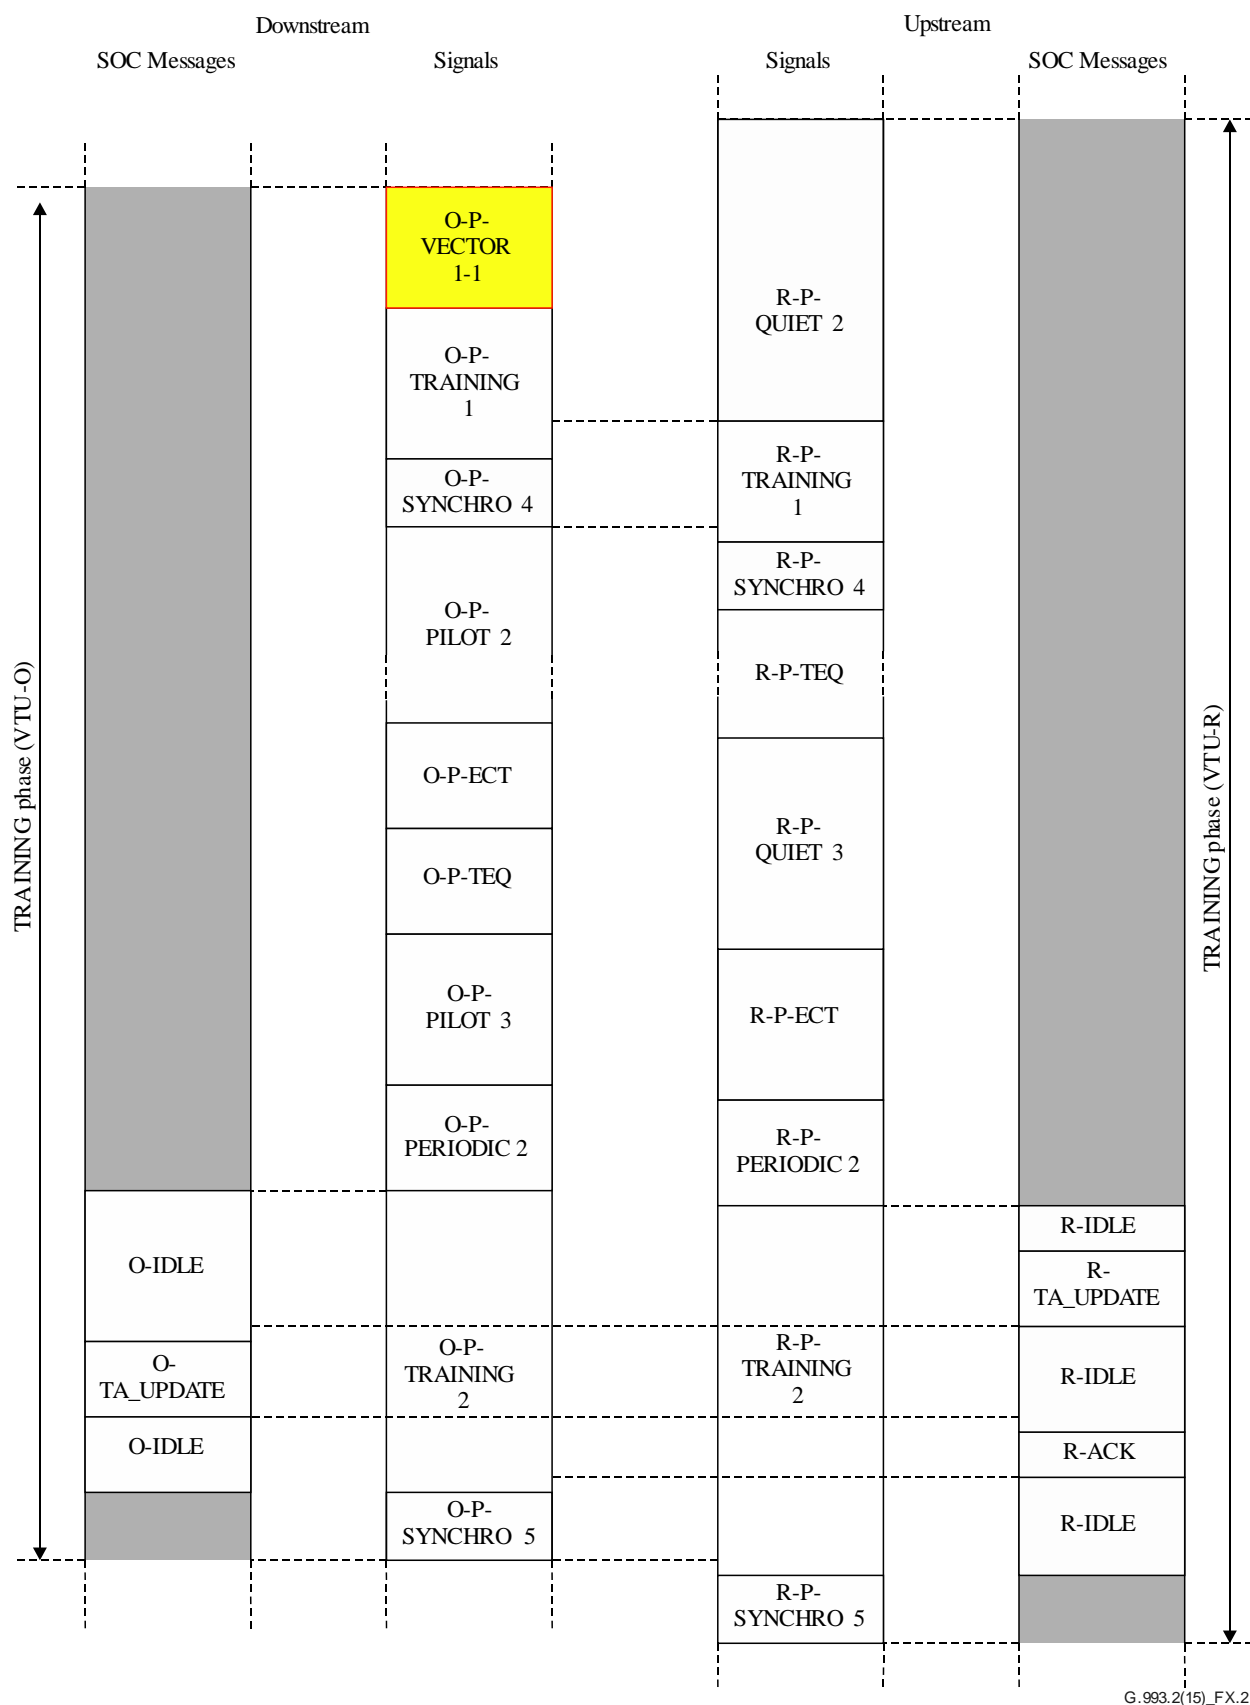 Downstream
Upstream
SOC Messages
Signals
Signals
SOC Messages
TRAINING phase (VTU-O)
O-IDLE
O-
TA_UPDATE
O-IDLE
O-P-
VECTOR
1-1
O-P-
TRAINING
1
O-P-
SYNCHRO 4
O-P-
PILOT 2
O-P-ECT
O-P-TEQ
O-P-
PILOT 3
O-P-
PERIODIC 2
O-P-
TRAINING
2
O-P-
SYNCHRO 5
R-P-
QUIET 2
R-P-
TRAINING
1
R-P-
SYNCHRO 4
R-P-TEQ
R-P-
QUIET 3
R-P-ECT
R-P-
PERIODIC 2
R-P-
TRAINING
2
R-P-
SYNCHRO 5
R-IDLE
R-
TA_UPDATE
R-IDLE
R-ACK
R-IDLE
TRAINING phase (VTU-R)
G.993.2(15)_FX.2